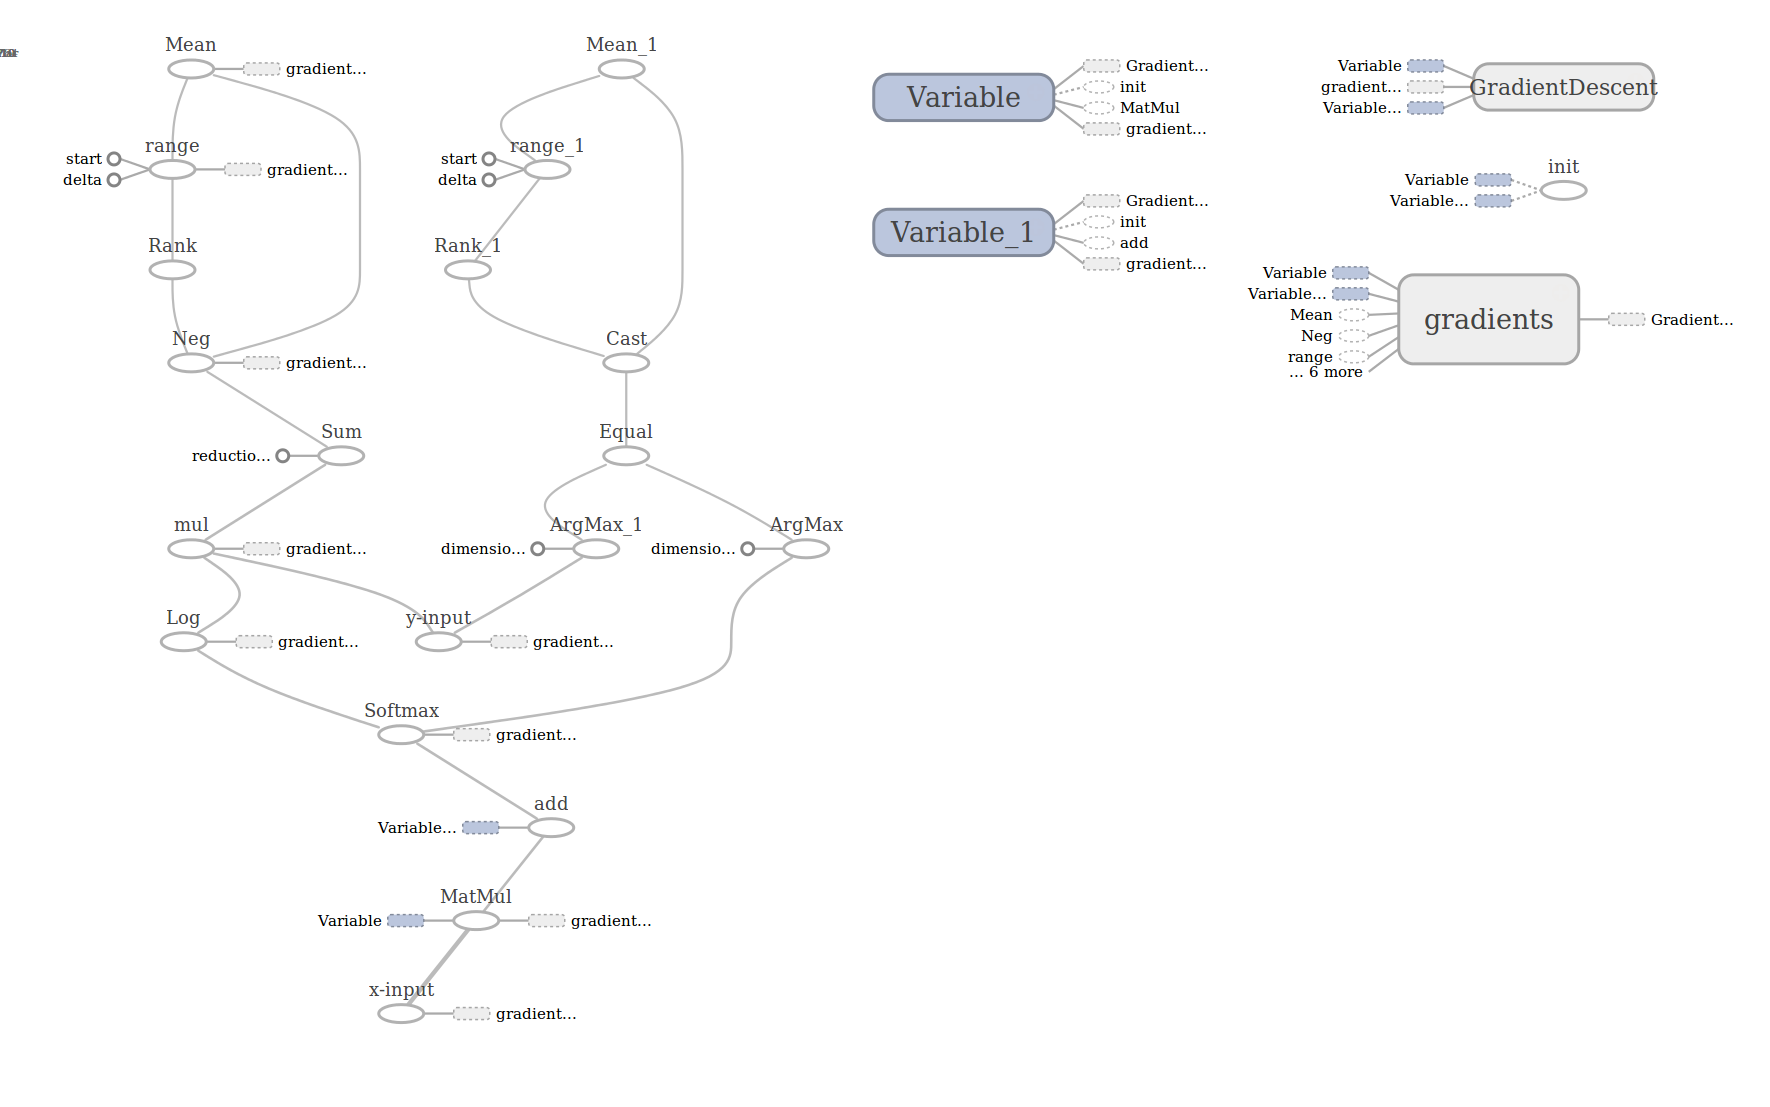 Mean
gradient...
range
start
delta
gradient...
Rank
Neg
gradient...
Sum
reductio...
mul
gradient...
Log
gradient...
y-input
gradient...
Softmax
gradient...
add
Variable...
MatMul
Variable
gradient...
x-input
gradient...
Mean_1
range_1
start
delta
Rank_1
Cast
Equal
ArgMax_1
dimensio...
ArgMax
dimensio...
Variable
Gradient...
init
MatMul
gradient...
Variable_1
Gradient...
init
add
gradient...
Variable
gradient...
Variable...
GradientDescent
init
Variable
Variable...
Variable
Variable...
Mean
Neg
range
... 6 more
gradients
Gradient...